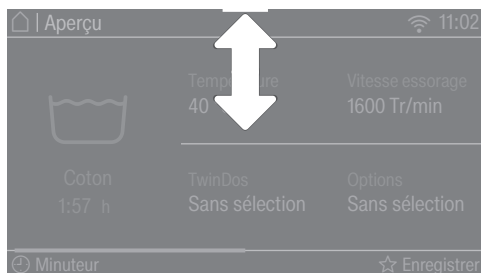 | Aperçu 11:02
Température Vitesse essorage
40 1600 Tr/min
Coton TwinDos Options
1:57 h Sans sélection Sans sélection
Minuteur Enregistrer